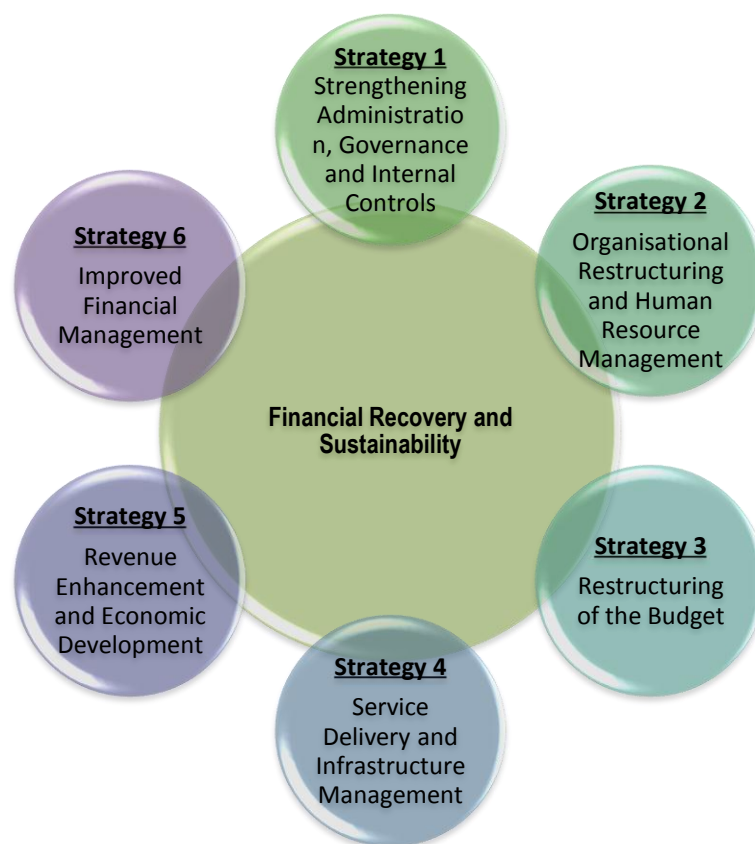 Strategy 1
Strengthening
Administratio
n, Governance
and Internal
Controls
Strategy 2
Organisational
Restructuring
and Human
Resource
Management
Strategy 3
Restructuring
of the Budget
Strategy 4
Service
Delivery and
Infrastructure
Management
Strategy 5
Revenue
Enhancement
and Economic
Development
Strategy 6
Improved
Financial
Management
Financial Recovery and
Sustainability